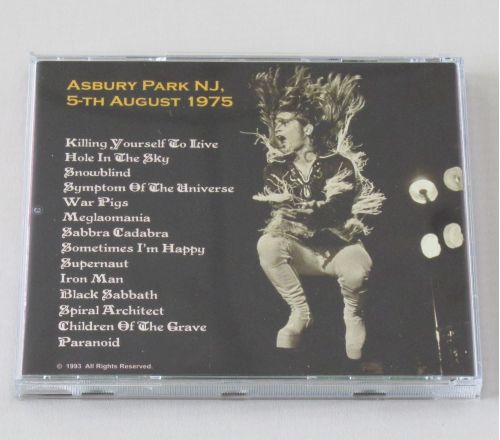 ASBURY PARK NJ,
5-TH AUGUST 1975
Killing Yourself To Live
Hole In The Sky
Snowblind
Symptom Of The Universe
War Pigs
Meglaomania
Sabbra Cadabra
Sometimes I'm Happy
Supernaut
Iron Man
Black Sabbath
Spiral Architect
Children Of The Grave
Paranoid
© 1993 All Rights Reserved.